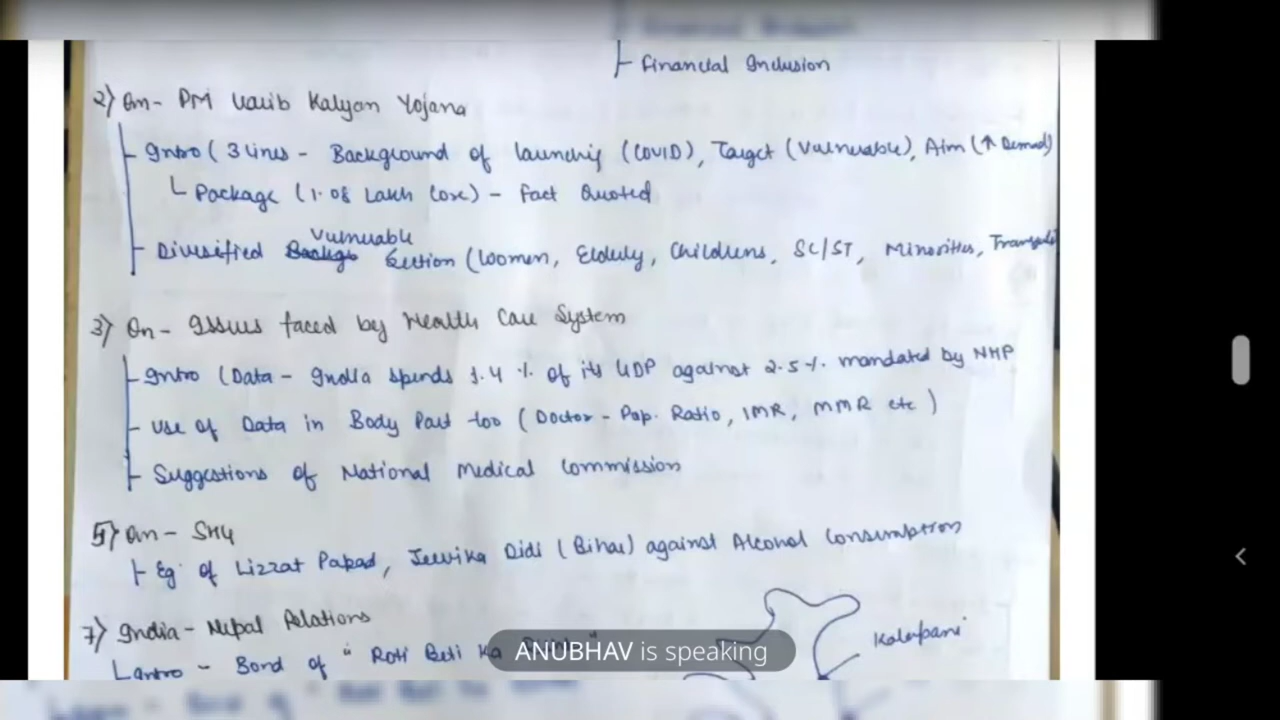 Financial Inclusion
2) Qn- PM Garib Kalyan Yojana
Intro (3 lines - Background of launching (COVID), Target (Vulnerable), Aim (↑ Demand)
Package (1.08 Lakh Crore) - Fact Quoted
Vulnerable
Diversified Section (Women, Elderly, Childrens, SC/ST, Minorities,
3) Qn- Issues faced by Health Care System
Intro (Data - India spends 1.4 % of its GDP against 2.5%. mandated by NHP
Use of Data in Body Part too (Doctor - Pop. Ratio, IMR, MMR etc)
Suggestions of National Medical Commission
5) Qn- SHG
Eg of Lizzat Papad, Jeevika Didi (Bihar) against Alcohol Consumption
7) India-Nepal Relations
Intro - Bond of "Roti Beti Ka
Kalapani
ANUBHAV is speaking